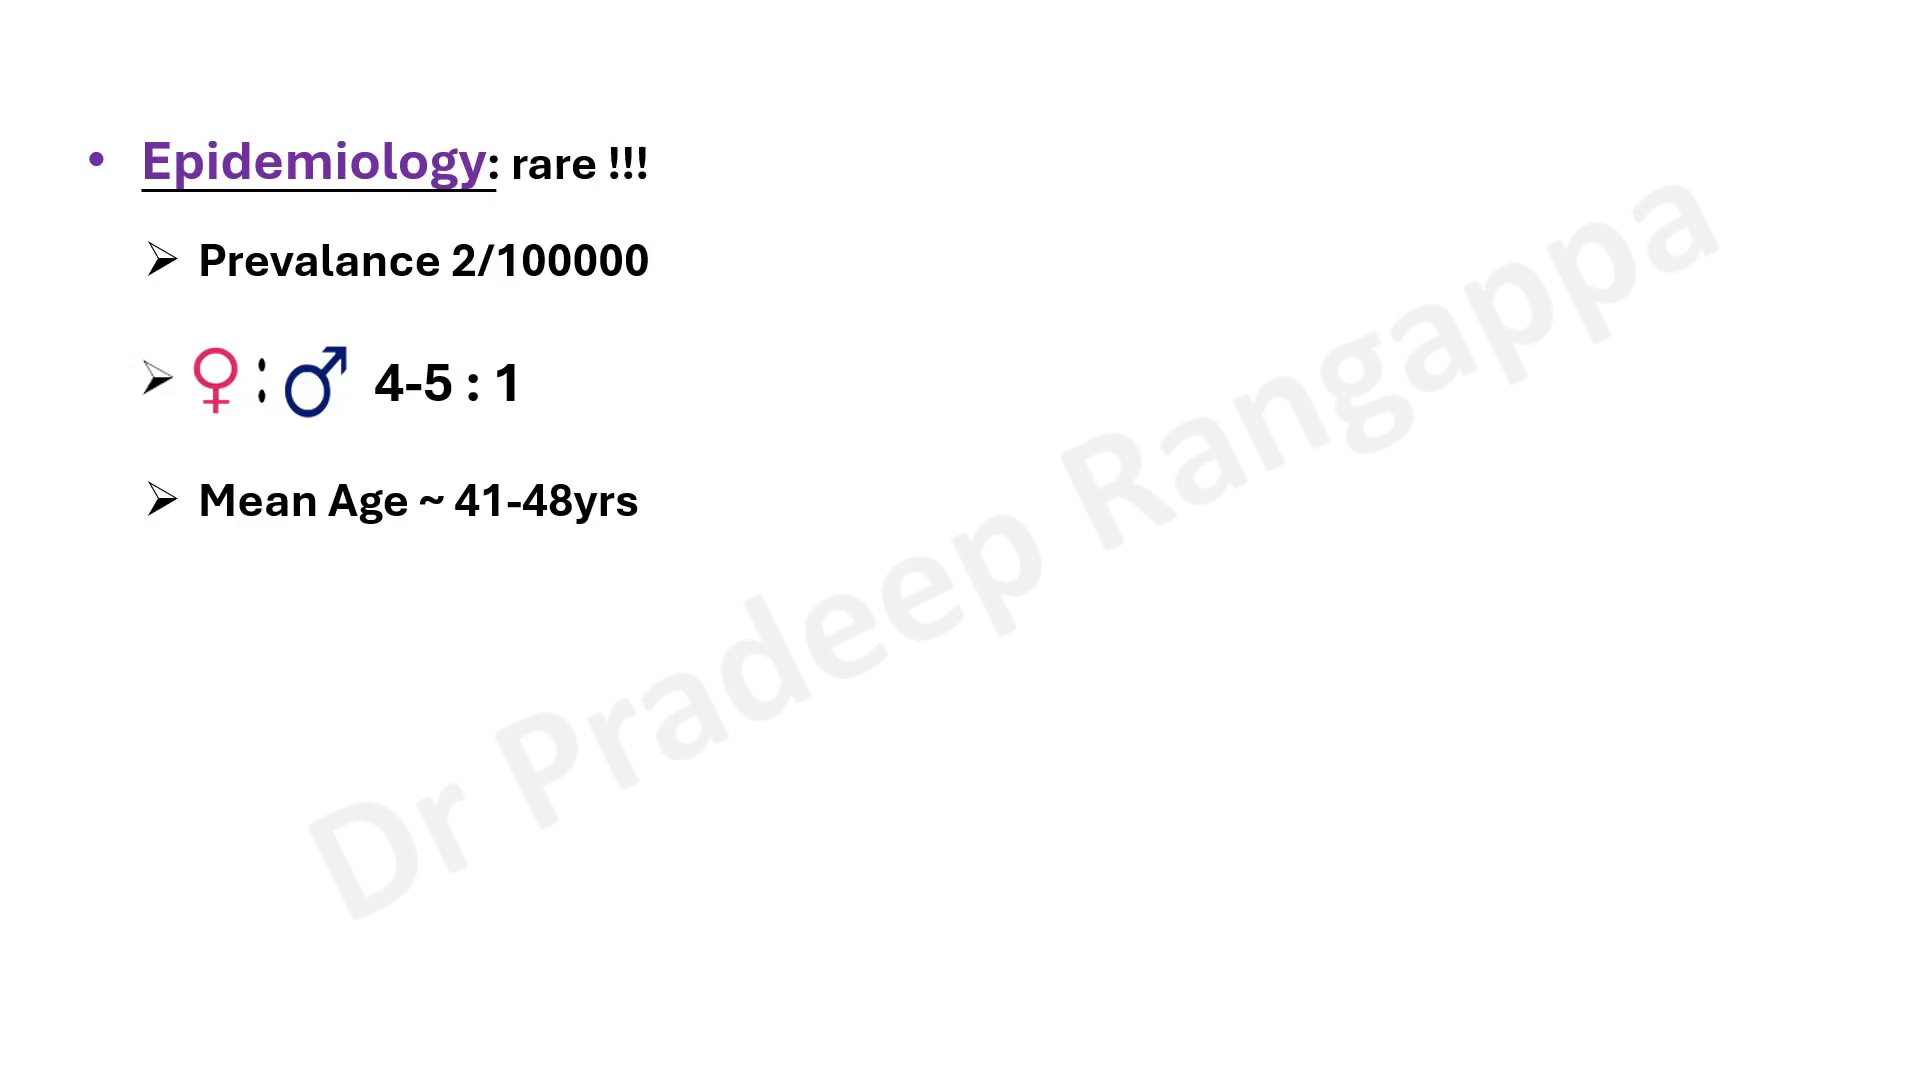 • Epidemiology: rare !!!
➢ Prevalance 2/100000
➢ ♀ : ♂ 4-5 : 1
➢ Mean Age ~ 41-48yrs
Dr Pradeep Rangappa